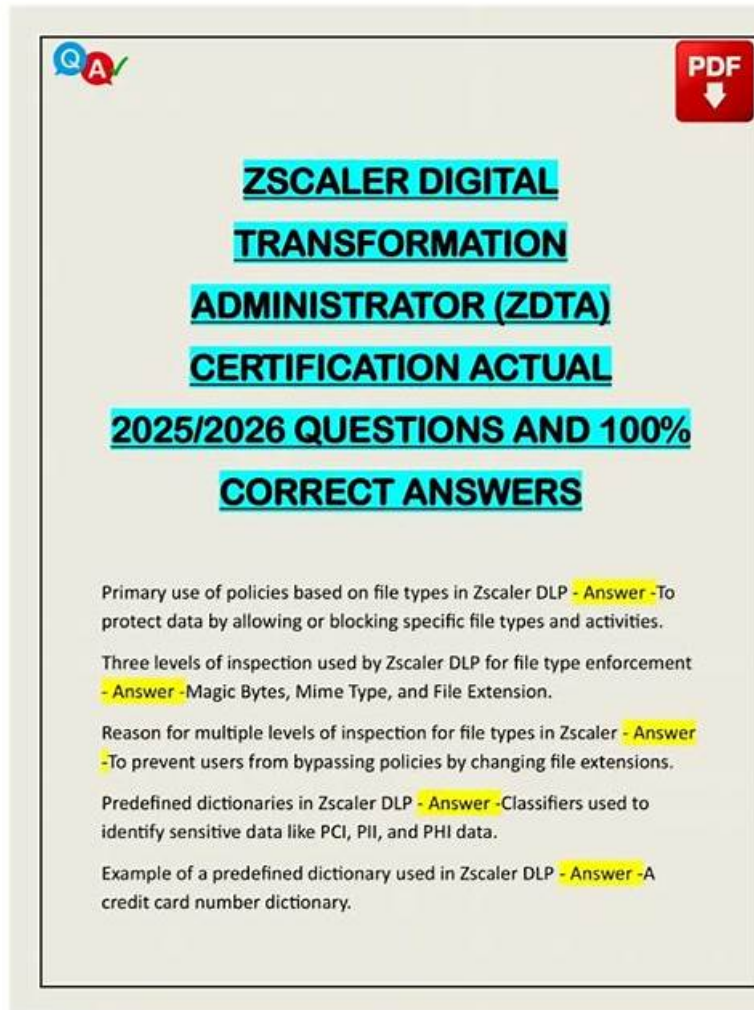 QA
PDF
ZSCALER DIGITAL
TRANSFORMATION
ADMINISTRATOR (ZDTA)
CERTIFICATION ACTUAL
2025/2026 QUESTIONS AND 100%
CORRECT ANSWERS
Primary use of policies based on file types in Zscaler DLP - Answer -To
protect data by allowing or blocking specific file types and activities.
Three levels of inspection used by Zscaler DLP for file type enforcement
- Answer -Magic Bytes, Mime Type, and File Extension.
Reason for multiple levels of inspection for file types in Zscaler - Answer
-To prevent users from bypassing policies by changing file extensions.
Predefined dictionaries in Zscaler DLP - Answer -Classifiers used to
identify sensitive data like PCI, PII, and PHI data.
Example of a predefined dictionary used in Zscaler DLP - Answer -A
credit card number dictionary.